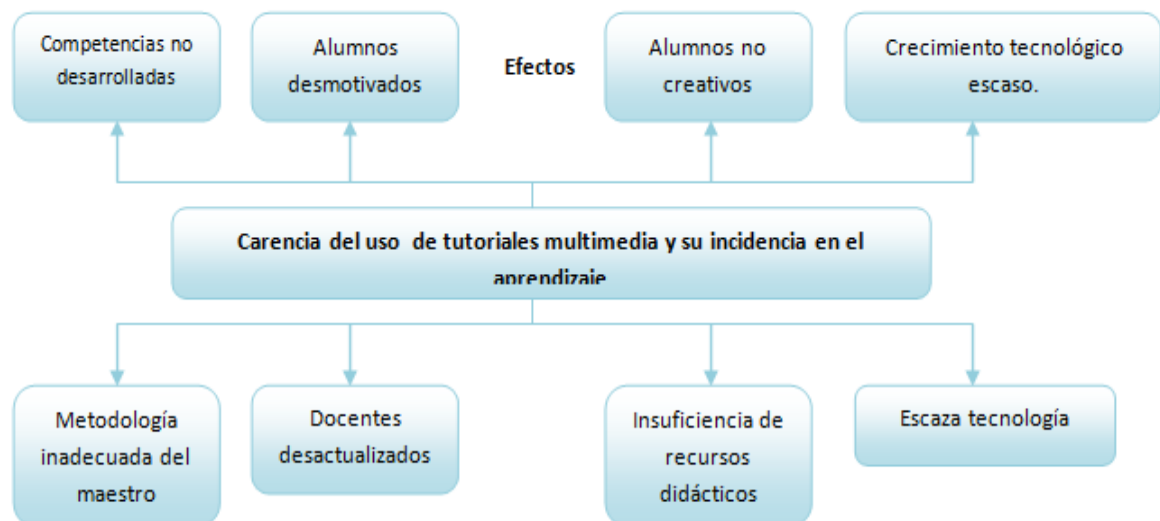 Competencias no
desarrolladas
Alumnos
desmotivados
Efectos
Alumnos no
creativos
Crecimiento tecnológico
escaso.
Carencia del uso de tutoriales multimedia y su incidencia en el
aprendizaje
Metodología
inadecuada del
maestro
Docentes
desactualizados
Insuficiencia de
recursos
didácticos
Escaza tecnología